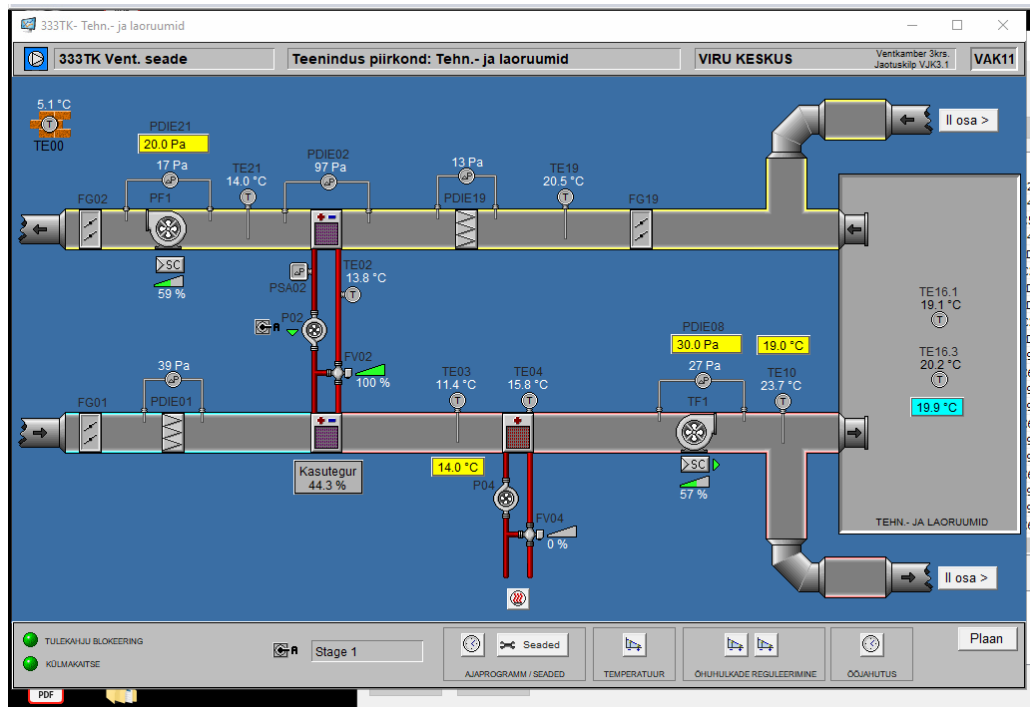 333TK- Tehn.- ja laoruumid
333TK Vent. seade
Teenindus piirkond: Tehn.- ja laoruumid
VIRU KESKUS
Ventkamber 3krs.
Jaotuskilp VJK3.1
VAK11
5.1 °C
TE00
PDIE21
20.0 Pa
17 Pa
TE21
14.0 °C
PDIE02
97 Pa
13 Pa
PDIE19
TE19
20.5 °C
II osa >
FG02
PF1
FG19
>SC
59 %
PSA02
TE02
13.8 °C
P02
A
FV02
100 %
TE16.1
19.1 °C
TE16.3
20.2 °C
19.9 °C
39 Pa
FG01
PDIE01
TE03
11.4 °C
TE04
15.8 °C
PDIE08
30.0 Pa
27 Pa
TF1
19.0 °C
TE10
23.7 °C
Kasutegur
44.3 %
14.0 °C
P04
>SC
57 %
FV04
0 %
TEHN.- JA LAORUUMID
II osa >
TULEKAHJU BLOKEERING
KÜLMAKAITSE
A
Stage 1
Seaded
AJAPROGRAMM / SEADED
TEMPERATUUR
ÕHUHULKADE REGULEERIMINE
ÖÖJAHUTUS
Plaan
PDF